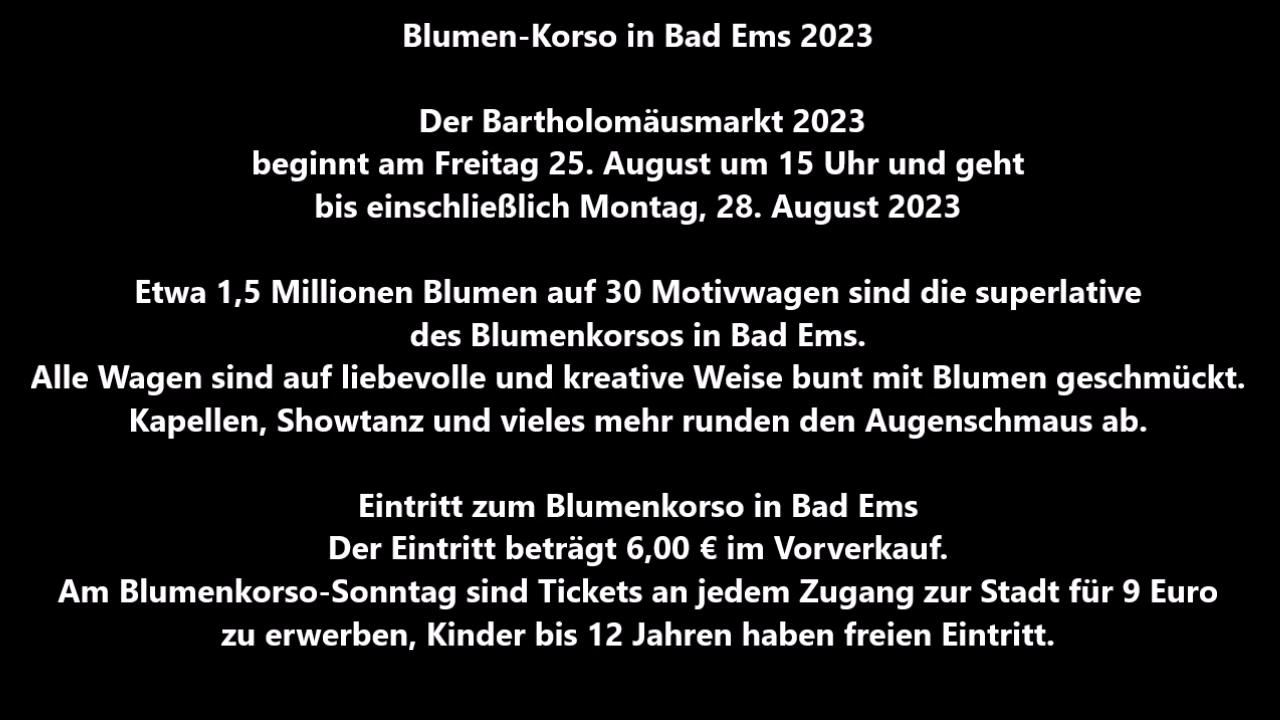 Blumen-Korso in Bad Ems 2023
Der Bartholomäusmarkt 2023
beginnt am Freitag 25. August um 15 Uhr und geht
bis einschließlich Montag, 28. August 2023
Etwa 1,5 Millionen Blumen auf 30 Motivwagen sind die superlative
des Blumenkorsos in Bad Ems.
Alle Wagen sind auf liebevolle und kreative Weise bunt mit Blumen geschmückt.
Kapellen, Showtanz und vieles mehr runden den Augenschmaus ab.
Eintritt zum Blumenkorso in Bad Ems
Der Eintritt beträgt 6,00 € im Vorverkauf.
Am Blumenkorso-Sonntag sind Tickets an jedem Zugang zur Stadt für 9 Euro
zu erwerben, Kinder bis 12 Jahren haben freien Eintritt.